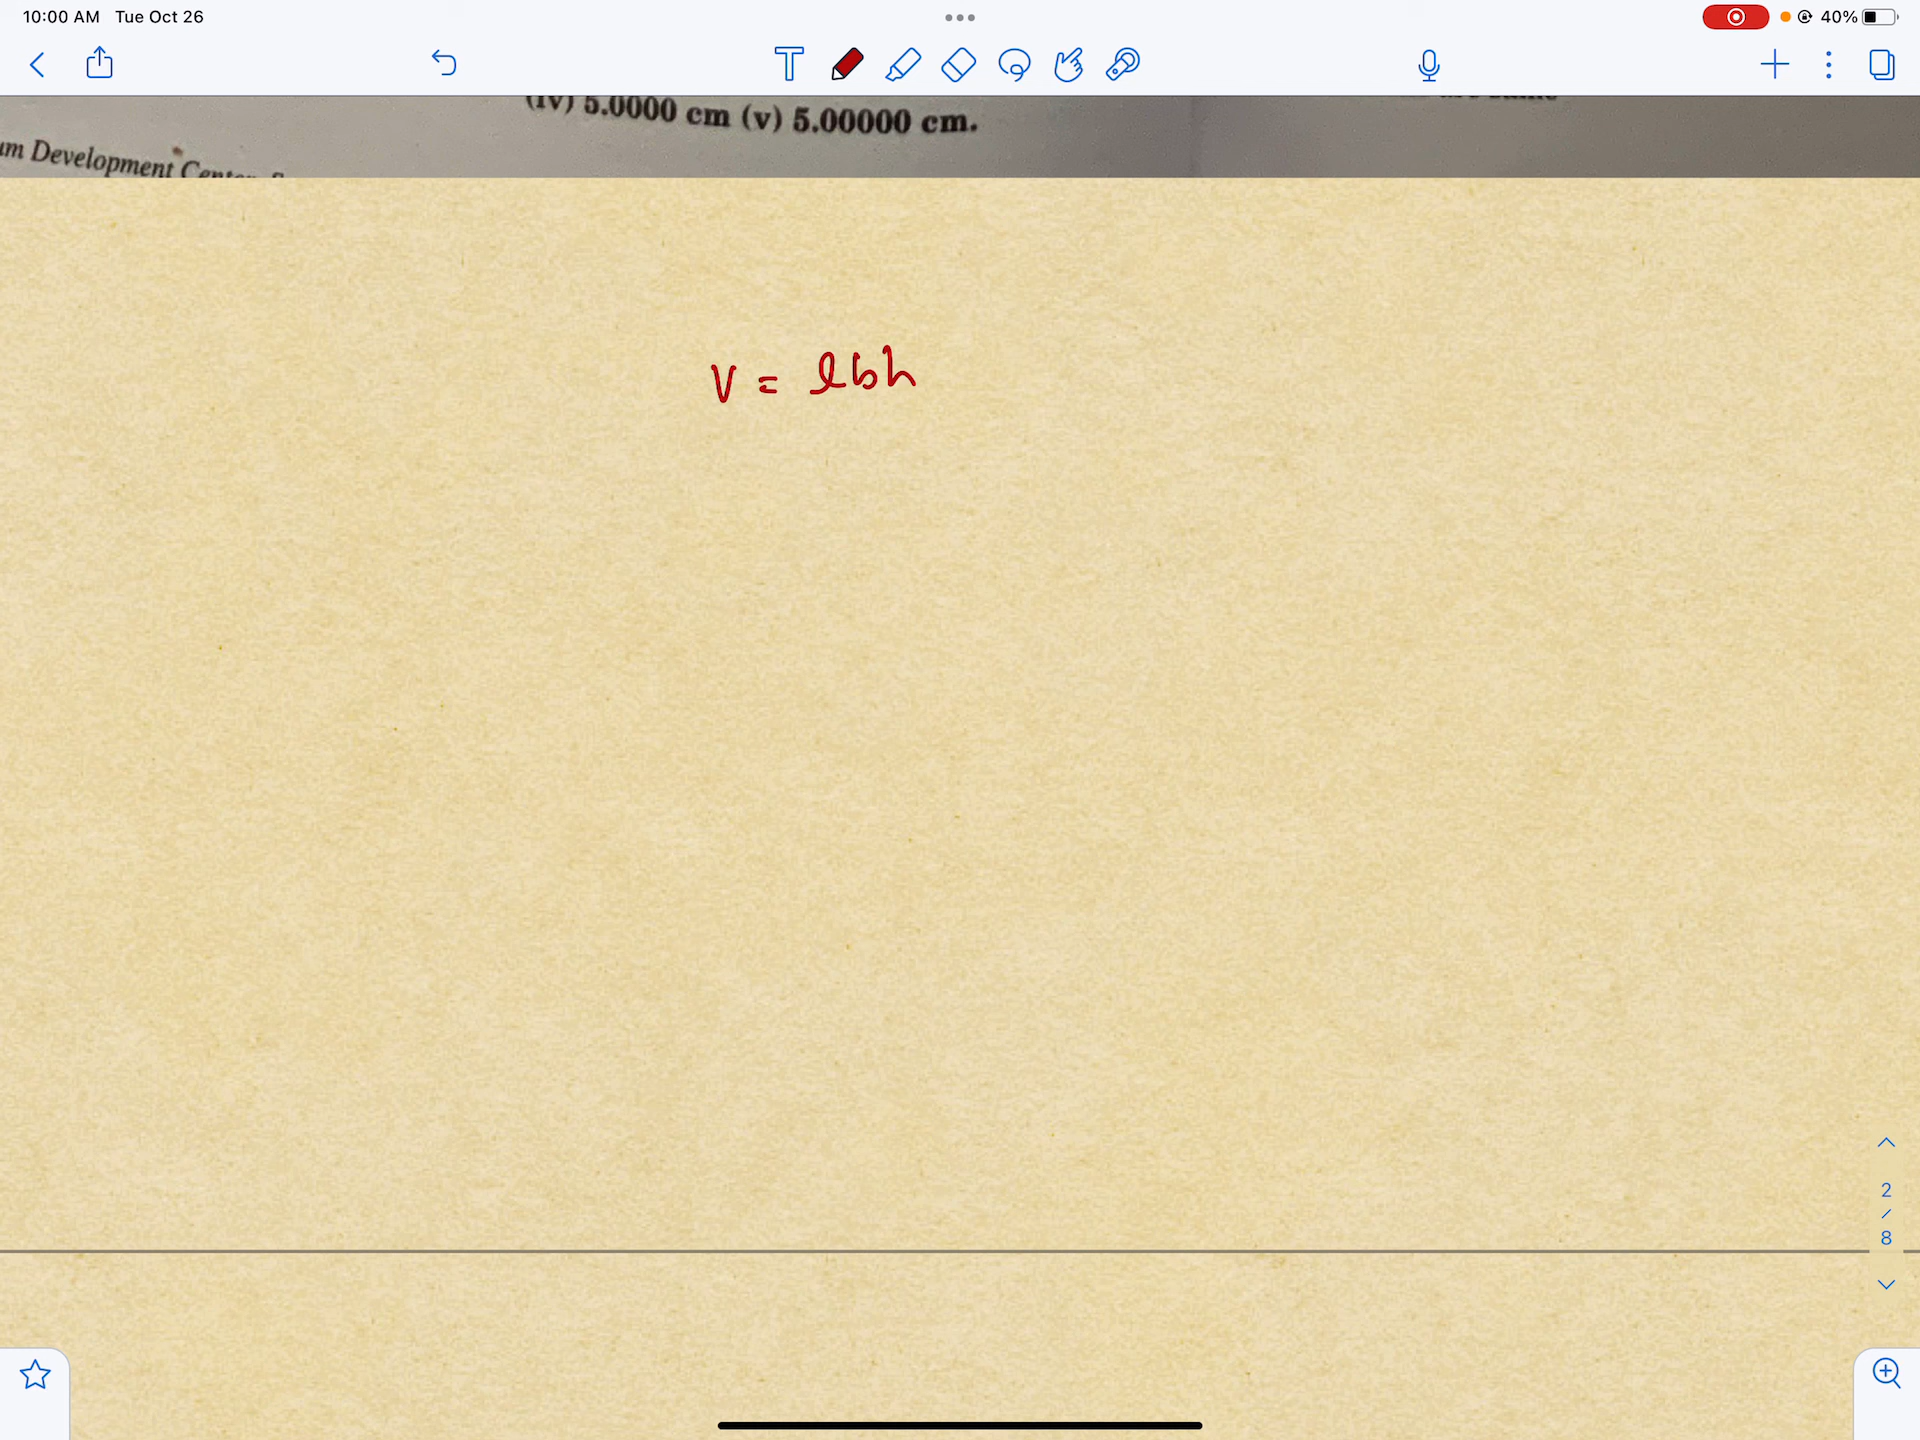 10:00 AM Tue Oct 26
40%
(iv) 5.0000 cm (v) 5.00000 cm.
Development
V = lbh
2
/
8